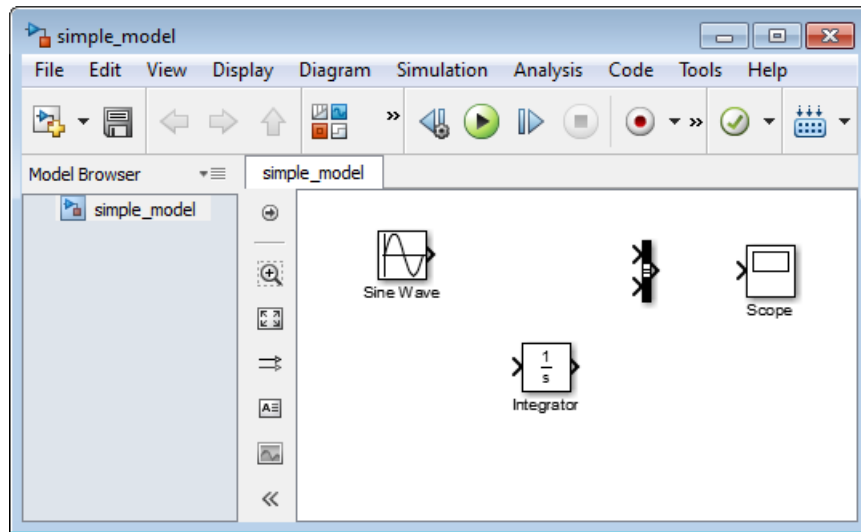 simple_model
File Edit View Display Diagram Simulation Analysis Code Tools Help
Model Browser
simple_model
simple_model
Sine Wave
Scope
1
s
Integrator